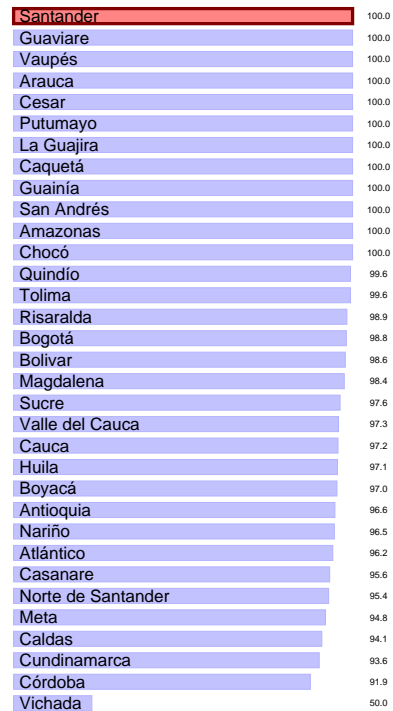 Santander 100.0
Guaviare 100.0
Vaupés 100.0
Arauca 100.0
Cesar 100.0
Putumayo 100.0
La Guajira 100.0
Caquetá 100.0
Guainía 100.0
San Andrés 100.0
Amazonas 100.0
Chocó 100.0
Quindío 99.6
Tolima 99.6
Risaralda 98.9
Bogotá 98.8
Bolivar 98.6
Magdalena 98.4
Sucre 97.6
Valle del Cauca 97.3
Cauca 97.2
Huila 97.1
Boyacá 97.0
Antioquia 96.6
Nariño 96.5
Atlántico 96.2
Casanare 95.6
Norte de Santander 95.4
Meta 94.8
Caldas 94.1
Cundinamarca 93.6
Córdoba 91.9
Vichada 50.0